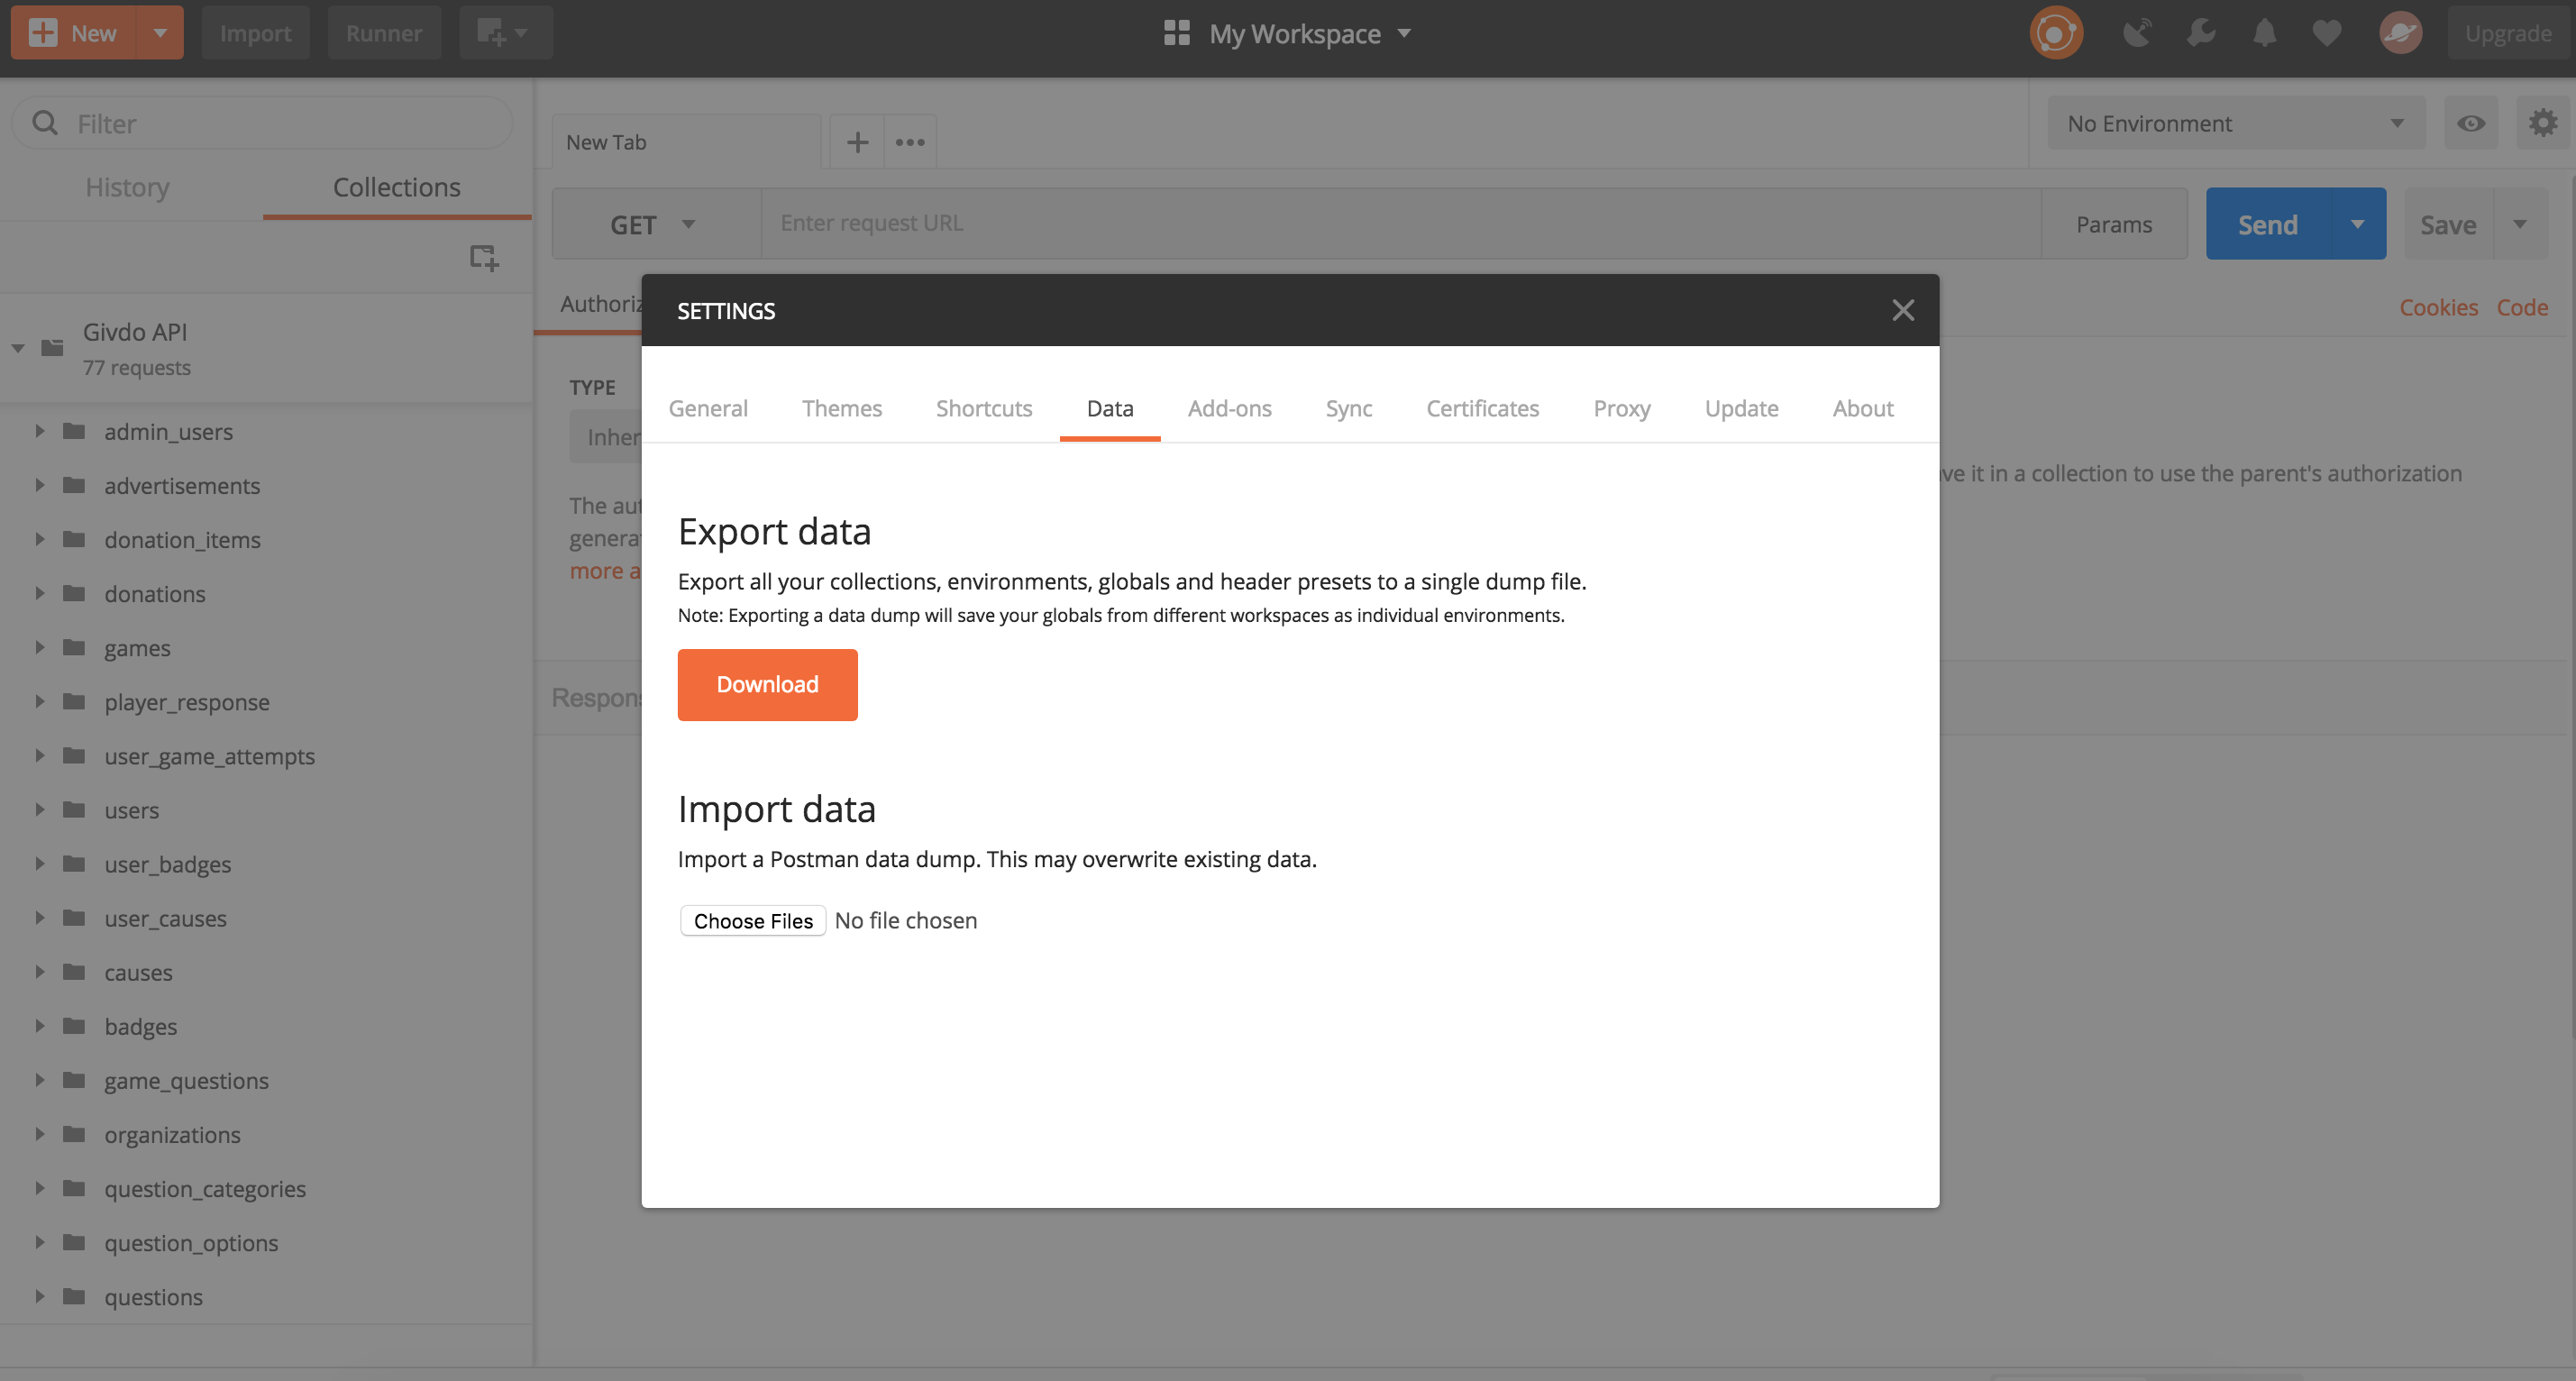 New
Import
Runner
My Workspace
Upgrade
Filter
History
Collections
Givdo API
77 requests
admin_users
advertisements
donation_items
donations
games
player_response
user_game_attempts
users
user_badges
user_causes
causes
badges
game_questions
organizations
question_categories
question_options
questions
New Tab
No Environment
GET
Enter request URL
Params
Send
Save
Authoriz
Cookies
Code
TYPE
Inher
The aut
genera
more a
ve it in a collection to use the parent's authorization
Respons
SETTINGS
General
Themes
Shortcuts
Data
Add-ons
Sync
Certificates
Proxy
Update
About
Export data
Export all your collections, environments, globals and header presets to a single dump file.
Note: Exporting a data dump will save your globals from different workspaces as individual environments.
Download
Import data
Import a Postman data dump. This may overwrite existing data.
Choose Files No file chosen